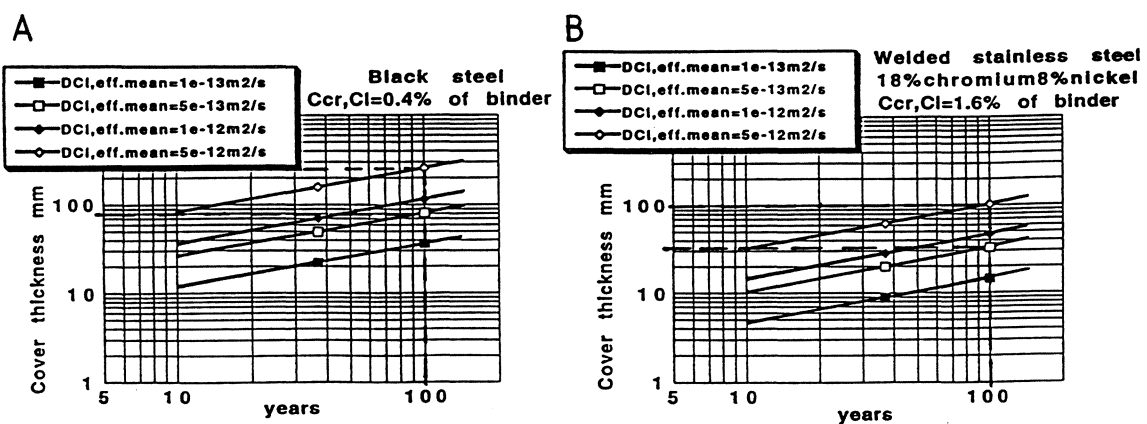 A
DCl,eff.mean=1e-13m2/s
DCl,eff.mean=5e-13m2/s
DCl,eff.mean=1e-12m2/s
DCl,eff.mean=5e-12m2/s
Black steel
Ccr,Cl=0.4% of binder
Cover thickness mm
100
10
1
5
10
100
years
B
DCl,eff.mean=1e-13m2/s
DCl,eff.mean=5e-13m2/s
DCl,eff.mean=1e-12m2/s
DCl,eff.mean=5e-12m2/s
Welded stainless steel
18%chromium8%nickel
Ccr,Cl=1.6% of binder
Cover thickness mm
100
10
1
5
10
100
years